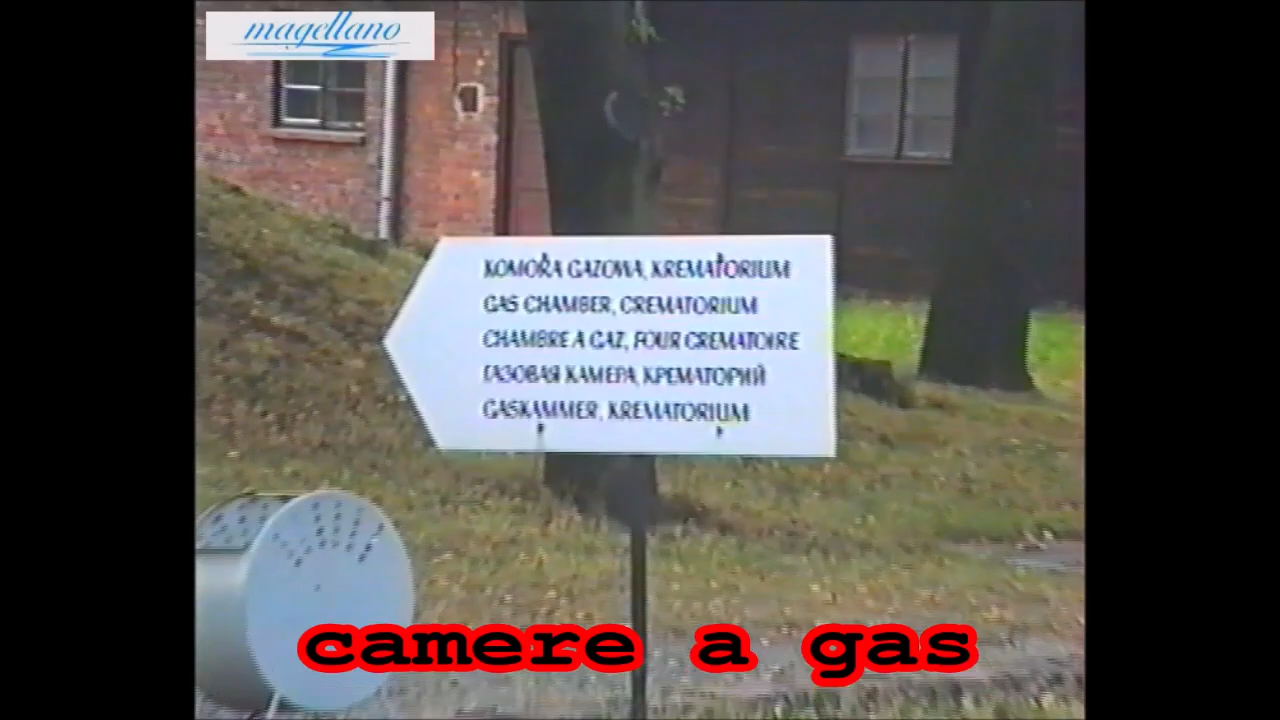 magellano
KOMORA GAZOWA, KREMATORIUM
GAS CHAMBER, CREMATORIUM
CHAMBRE A GAZ, FOUR CREMATOIRE
ГАЗОВАЯ КАМЕРА, КРЕМАТОРИЙ
GASKAMMER, KREMATORIUM
camere a gas